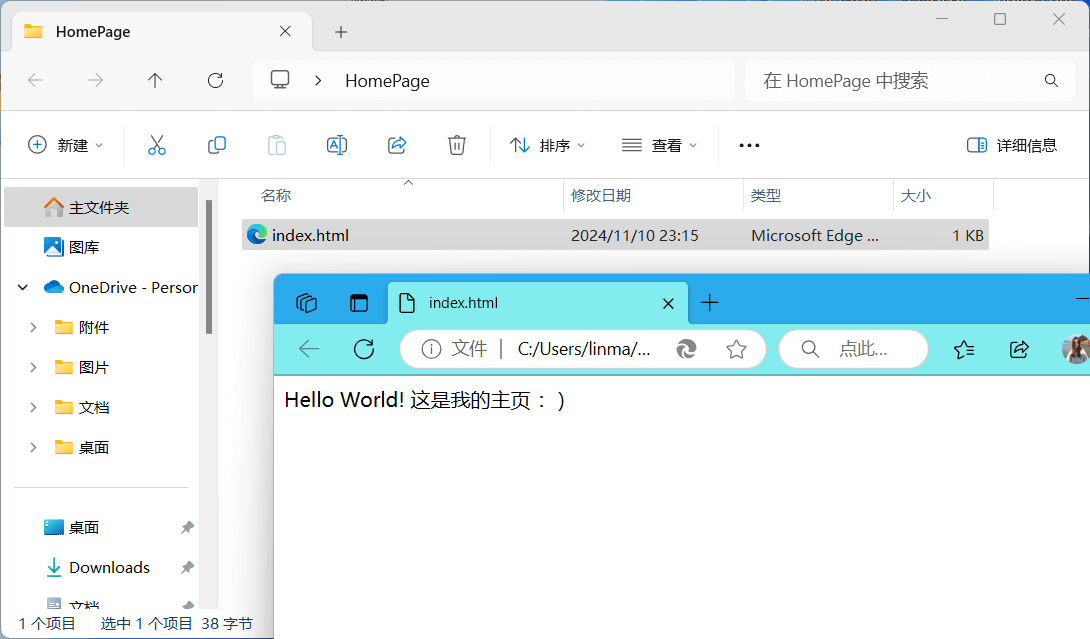 HomePage
HomePage
在 HomePage 中搜索
新建
排序
查看
详细信息
主文件夹
图库
OneDrive - Persor
附件
图片
文档
桌面
桌面
Downloads
文档
名称 修改日期 类型 大小
index.html 2024/11/10 23:15 Microsoft Edge ... 1 KB
index.html
文件 C:/Users/linma/... 点此...
Hello World! 这是我的主页：)
1 个项目 选中 1 个项目 38 字节